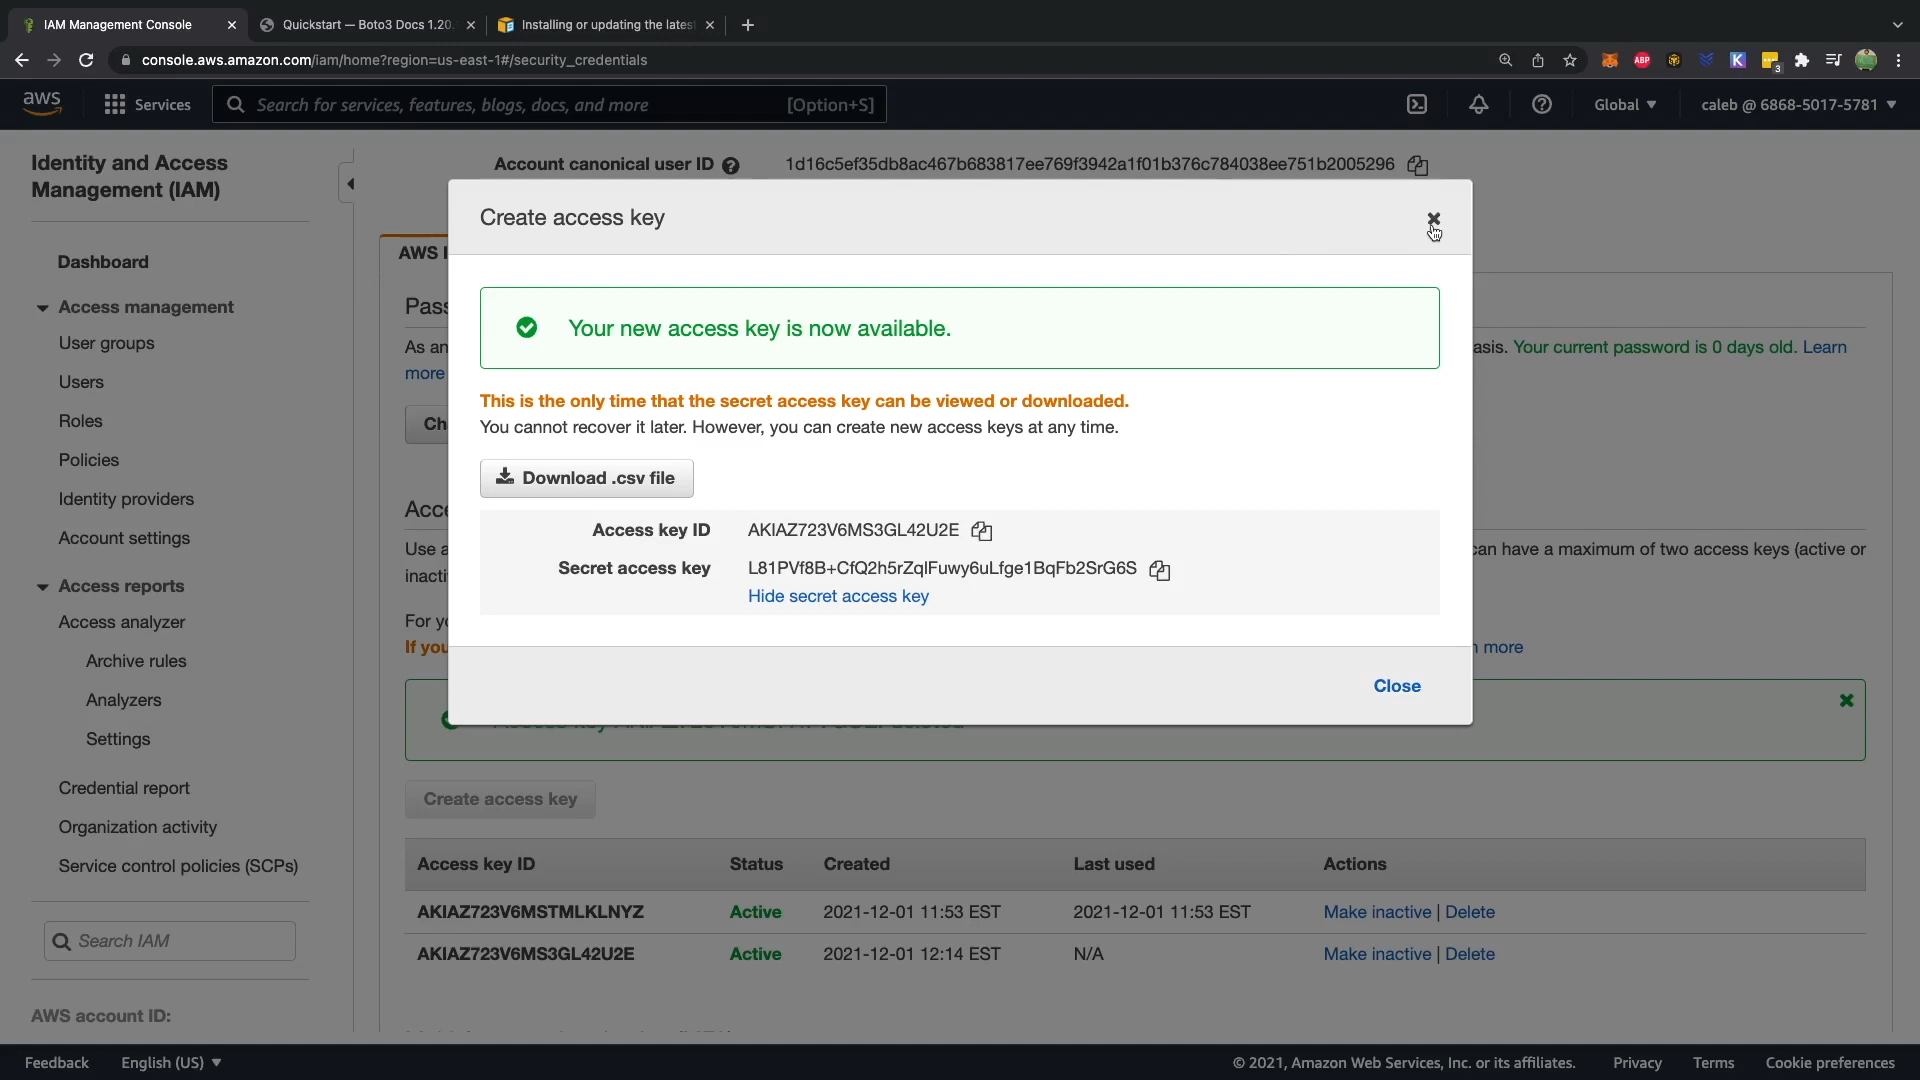 IAM Management Console
Quickstart — Boto3 Docs 1.20.
Installing or updating the lates
console.aws.amazon.com/iam/home?region=us-east-1#/security_credentials
ABP
K
3
aws
Services
Search for services, features, blogs, docs, and more
[Option+S]
Global
caleb @ 6868-5017-5781
Identity and Access
Management (IAM)
Dashboard
Access management
User groups
Users
Roles
Policies
Identity providers
Account settings
Access reports
Access analyzer
Archive rules
Analyzers
Settings
Credential report
Organization activity
Service control policies (SCPs)
Search IAM
AWS account ID:
Account canonical user ID
1d16c5ef35db8ac467b683817ee769f3942a1f01b376c784038ee751b2005296
AWS I
Pass
As an
asis. Your current password is 0 days old. Learn
more
Ch
Acce
Use a
can have a maximum of two access keys (active or
inacti
For yo
If you
more
Create access key
Your new access key is now available.
This is the only time that the secret access key can be viewed or downloaded.
You cannot recover it later. However, you can create new access keys at any time.
Download .csv file
Access key ID AKIAZ723V6MS3GL42U2E
Secret access key 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
Hide secret access key
Close
Create access key
Access key ID Status Created Last used Actions
AKIAZ723V6MSTMLKLNYZ Active 2021-12-01 11:53 EST 2021-12-01 11:53 EST Make inactive | Delete
AKIAZ723V6MS3GL42U2E Active 2021-12-01 12:14 EST N/A Make inactive | Delete
Feedback
English (US)
© 2021, Amazon Web Services, Inc. or its affiliates.
Privacy
Terms
Cookie preferences